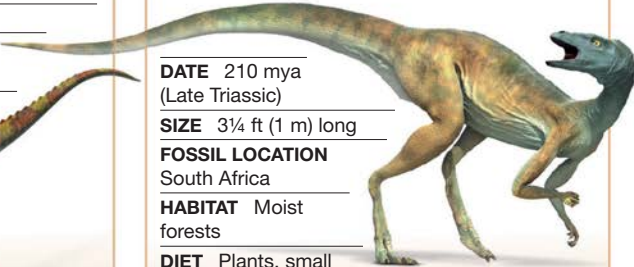 DATE 210 mya
(Late Triassic)
SIZE 3¼ ft (1 m) long
FOSSIL LOCATION
South Africa
HABITAT Moist
forests
DIET Plants, small